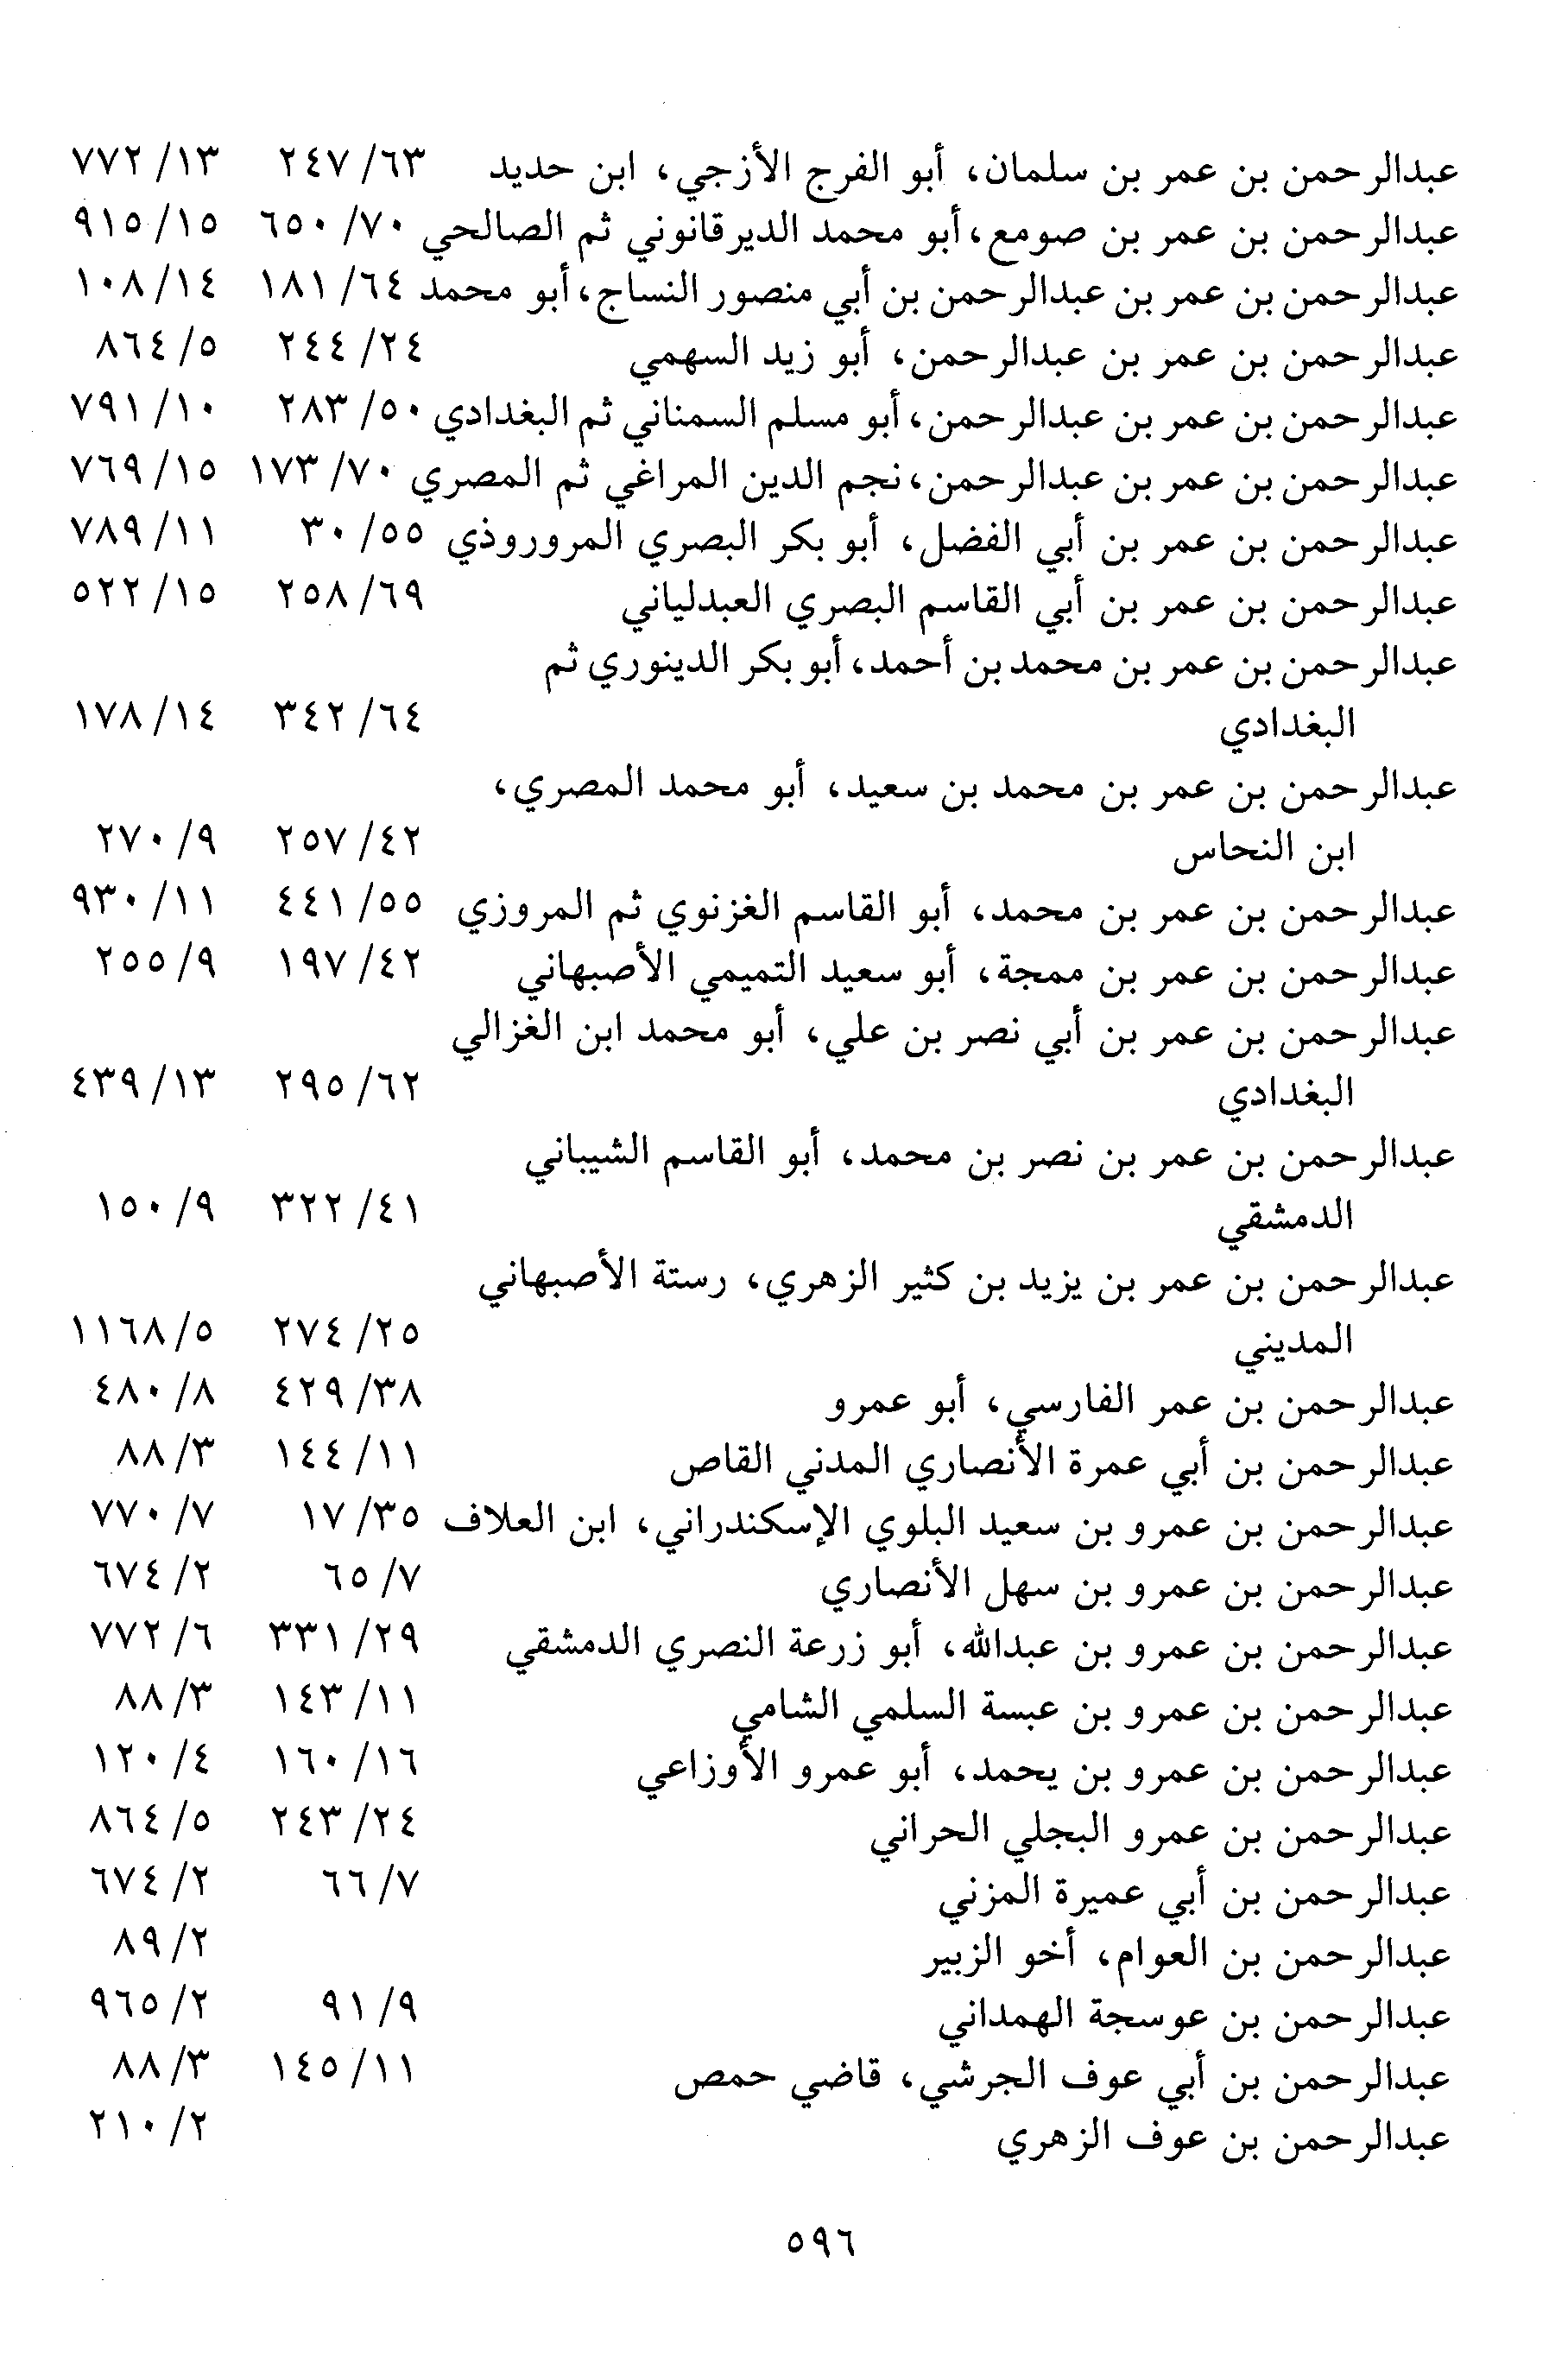 عبدالرحمن بن عمر بن سلمان، أبو الفرج الأزجي، ابن حديد ٦٣/ ٢٤٧ ١٣/ ٧٧٢
عبدالرحمن بن عمر بن صومع، أبو محمد الديرقانوني ثم الصالحي ٧٠/ ٦٥٠ ١٥/ ٩١٥
عبدالرحمن بن عمر بن عبدالرحمن بن أبي منصور النساج، أبو محمد ٦٤/ ١٨١ ١٤/ ١٠٨
عبدالرحمن بن عمر بن عبدالرحمن، أبو زيد السهمي ٢٤/ ٢٤٤ ٥/ ٨٦٤
عبدالرحمن بن عمر بن عبدالرحمن، أبو مسلم السمناني ثم البغدادي ٥٠/ ٢٨٣ ١٠/ ٧٩١
عبدالرحمن بن عمر بن عبدالرحمن، نجم الدين المراغي ثم المصري ٧٠/ ١٧٣ ١٥/ ٧٦٩
عبدالرحمن بن عمر بن أبي الفضل، أبو بكر البصري المروروذي ٥٥/ ٣٠ ١١/ ٧٨٩
عبدالرحمن بن عمر بن أبي القاسم البصري العبدلياني ٦٩/ ٢٥٨ ١٥/ ٥٢٢
عبدالرحمن بن عمر بن محمد بن أحمد، أبو بكر الدينوري ثم
البغدادي ٦٤/ ٣٤٢ ١٤/ ١٧٨
عبدالرحمن بن عمر بن محمد بن سعيد، أبو محمد المصري،
ابن النحاس ٤٢/ ٢٥٧ ٩/ ٢٧٠
عبدالرحمن بن عمر بن محمد، أبو القاسم الغزنوي ثم المروزي ٥٥/ ٤٤١ ١١/ ٩٣٠
عبدالرحمن بن عمر بن ممجة، أبو سعيد التميمي الأصبهاني ٤٢/ ١٩٧ ٩/ ٢٥٥
عبدالرحمن بن عمر بن أبي نصر بن علي، أبو محمد ابن الغزالي
البغدادي ٦٢/ ٢٩٥ ١٣/ ٤٣٩
عبدالرحمن بن عمر بن نصر بن محمد، أبو القاسم الشيباني
الدمشقي ٤١/ ٣٢٢ ٩/ ١٥٠
عبدالرحمن بن عمر بن يزيد بن كثير الزهري، رستة الأصبهاني
المديني ٢٥/ ٢٧٤ ٥/ ١١٦٨
عبدالرحمن بن عمر الفارسي، أبو عمرو ٣٨/ ٤٢٩ ٨/ ٤٨٠
عبدالرحمن بن أبي عمرة الأنصاري المدني القاص ١١/ ١٤٤ ٣/ ٨٨
عبدالرحمن بن عمرو بن سعيد البلوي الإسكندراني، ابن العلاف ٣٥/ ١٧ ٧/ ٧٧٠
عبدالرحمن بن عمرو بن سهل الأنصاري ٧/ ٦٥ ٢/ ٦٧٤
عبدالرحمن بن عمرو بن عبدالله، أبو زرعة النصري الدمشقي ٢٩/ ٣٣١ ٦/ ٧٧٢
عبدالرحمن بن عمرو بن عبسة السلمي الشامي ١١/ ١٤٣ ٣/ ٨٨
عبدالرحمن بن عمرو بن يحمد، أبو عمرو الأوزاعي ١٦/ ١٦٠ ٤/ ١٢٠
عبدالرحمن بن عمرو البجلي الحراني ٢٤/ ٢٤٣ ٥/ ٨٦٤
عبدالرحمن بن أبي عميرة المزني ٧/ ٦٦ ٢/ ٦٧٤
عبدالرحمن بن العوام، أخو الزبير ٢/ ٨٩
عبدالرحمن بن عوسجة الهمداني ٩/ ٩١ ٢/ ٩٦٥
عبدالرحمن بن أبي عوف الجرشي، قاضي حمص ١١/ ١٤٥ ٣/ ٨٨
عبدالرحمن بن عوف الزهري ٢/ ٢١٠
٥٩٦